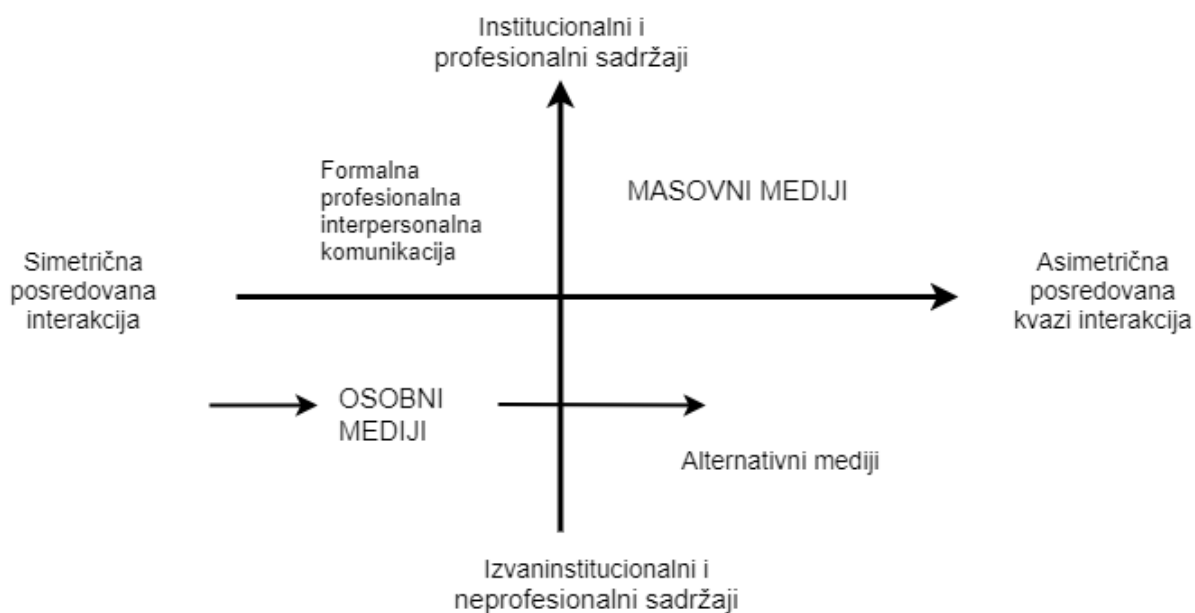 Institucionalni i
profesionalni sadržaji
Formalna
profesionalna
interpersonalna
komunikacija
MASOVNI MEDIJI
Simetrična
posredovana
interakcija
Asimetrična
posredovana
kvazi interakcija
OSOBNI
MEDIJI
Alternativni mediji
Izvaninstitucionalni i
neprofesionalni sadržaji